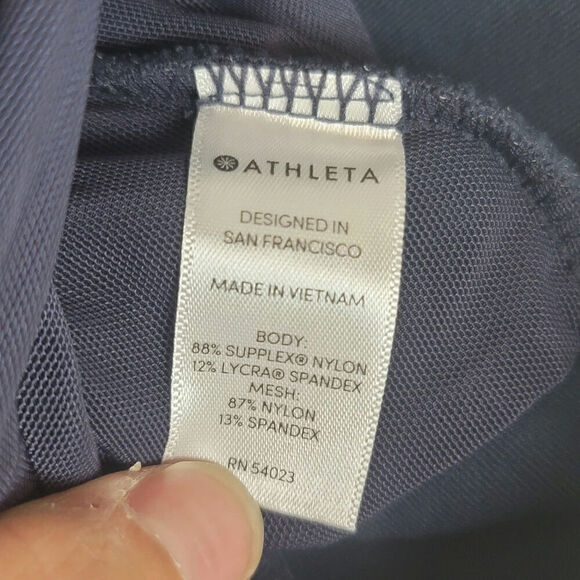 ATHLETA
DESIGNED IN
SAN FRANCISCO
MADE IN VIETNAM
BODY:
88% SUPPLEX® NYLON
12% LYCRA® SPANDEX
MESH:
87% NYLON
13% SPANDEX
RN 54023